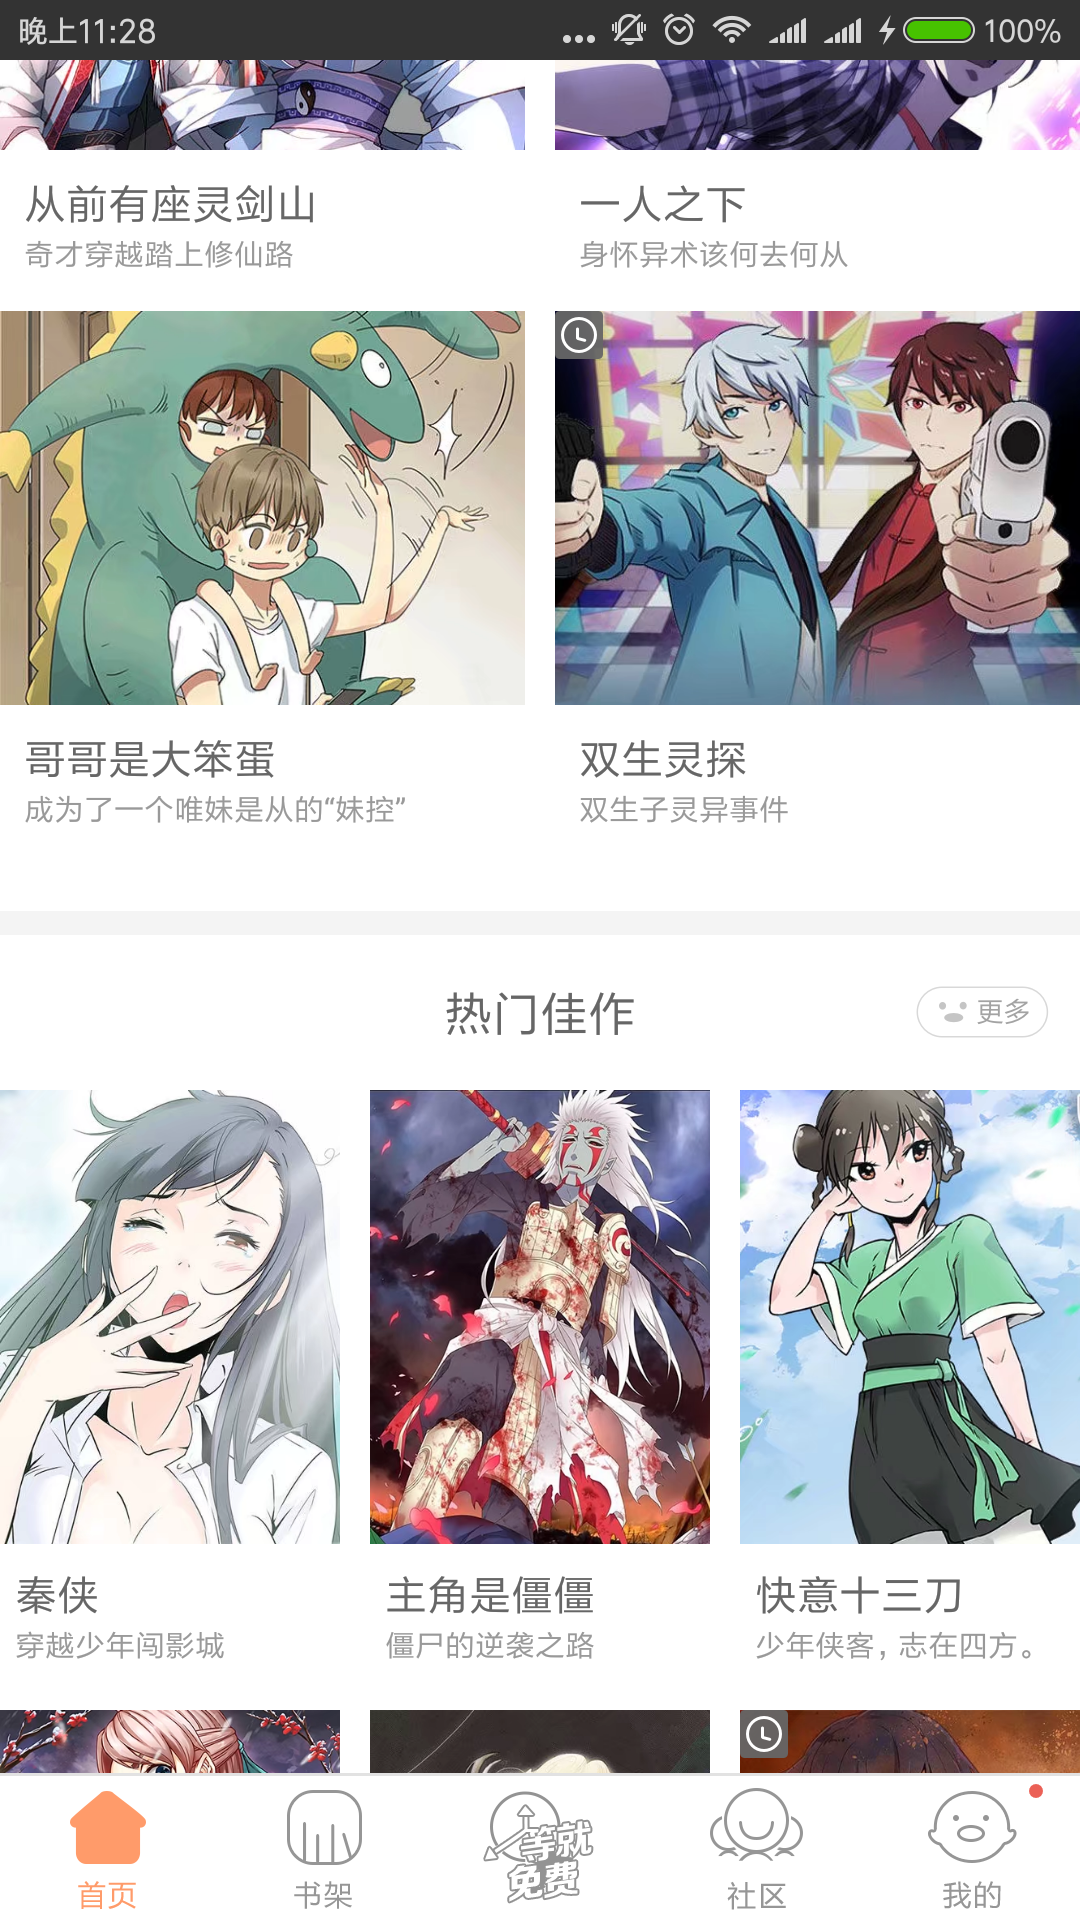 晚上11:28
100%
从前有座灵剑山
一人之下
奇才穿越踏上修仙路
身怀异术该何去何从
哥哥是大笨蛋
双生灵探
成为了一个唯妹是从的“妹控”
双生子灵异事件
热门佳作
更多
秦侠
主角是僵僵
快意十三刀
穿越少年闯影城
僵尸的逆袭之路
少年侠客，志在四方。
等就
免费
首页
书架
社区
我的